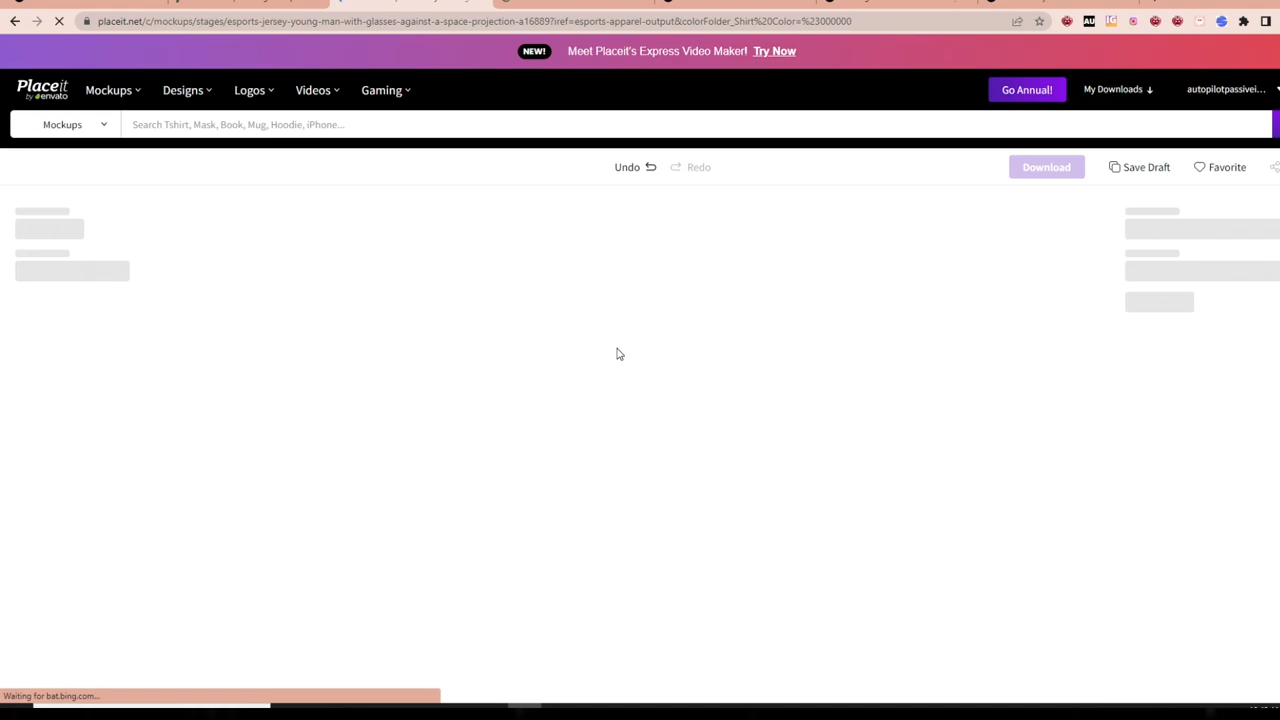 placeit.net/c/mockups/stages/esports-jersey-young-man-with-glasses-against-a-space-projection-a16889?iref=esports-apparel-output&colorFolder_Shirt%20Color=%23000000
NEW! Meet Placeit's Express Video Maker! Try Now
Placeit by envato
Mockups Designs Logos Videos Gaming Go Annual! My Downloads autopilotpassivei...
Mockups Search Tshirt, Mask, Book, Mug, Hoodie, iPhone...
Undo Redo Download Save Draft Favorite
Waiting for bat.bing.com...